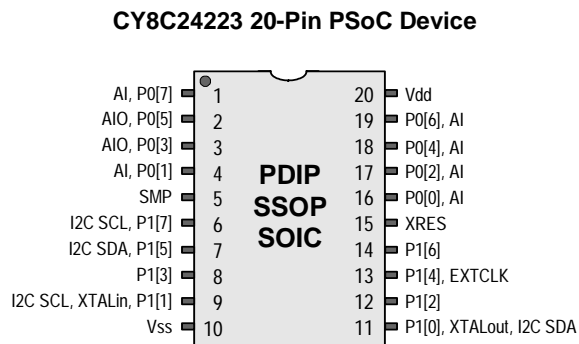 CY8C24223 20-Pin PSoC Device
AI, P0[7] 1 20 Vdd
AIO, P0[5] 2 19 P0[6], AI
AIO, P0[3] 3 18 P0[4], AI
AI, P0[1] 4 17 P0[2], AI
SMP 5 16 P0[0], AI
I2C SCL, P1[7] 6 15 XRES
I2C SDA, P1[5] 7 14 P1[6]
P1[3] 8 13 P1[4], EXTCLK
I2C SCL, XTALin, P1[1] 9 12 P1[2]
Vss 10 11 P1[0], XTALout, I2C SDA
PDIP
SSOP
SOIC